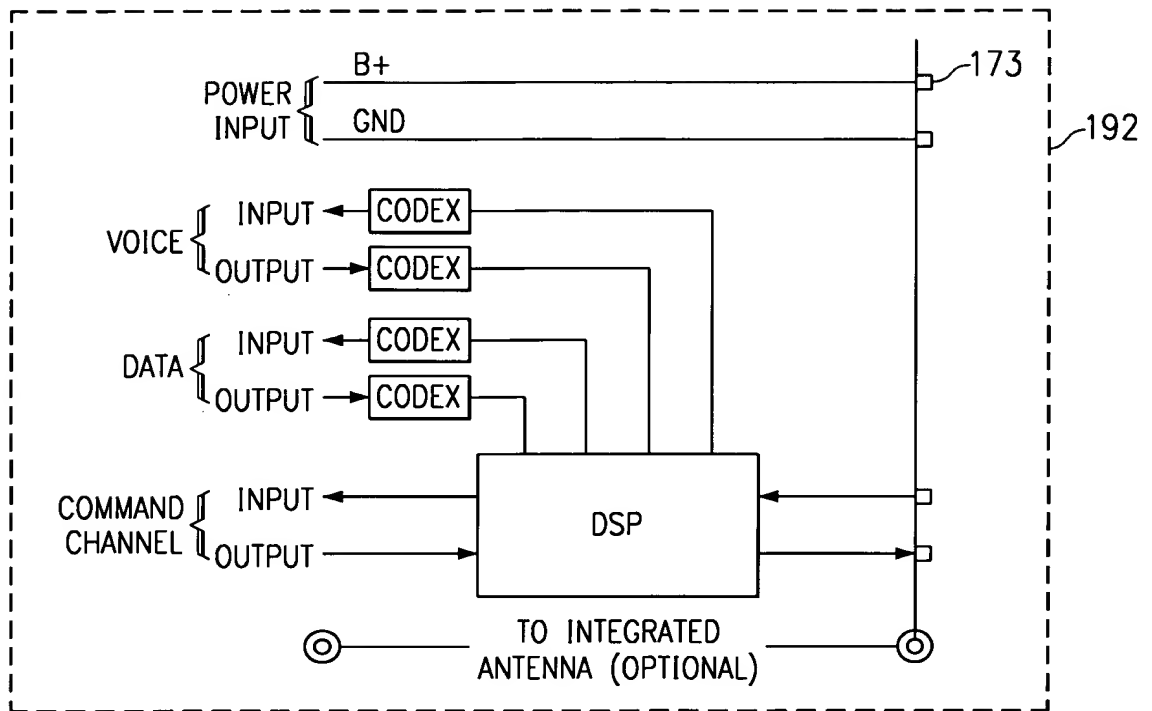 B+
173
POWER
INPUT
GND
192
VOICE
INPUT
CODEX
OUTPUT
CODEX
DATA
INPUT
CODEX
OUTPUT
CODEX
COMMAND
CHANNEL
INPUT
OUTPUT
DSP
TO INTEGRATED
ANTENNA (OPTIONAL)